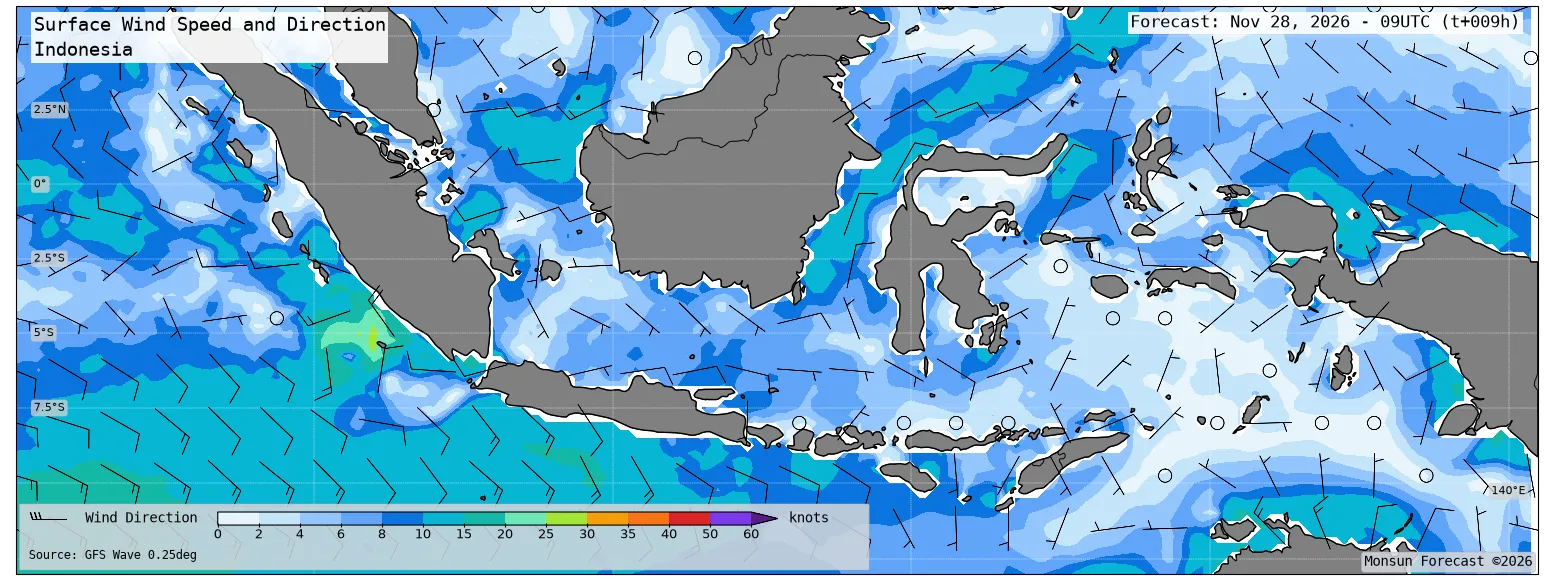 Surface Wind Speed and Direction
Indonesia
Forecast: Nov 28, 2026 - 09UTC (t+009h)
2.5°N
0°
2.5°S
5°S
7.5°S
140°E
Wind Direction
0 2 4 6 8 10 15 20 25 30 35 40 50 60
knots
Source: GFS Wave 0.25deg
Monsun Forecast ©2026